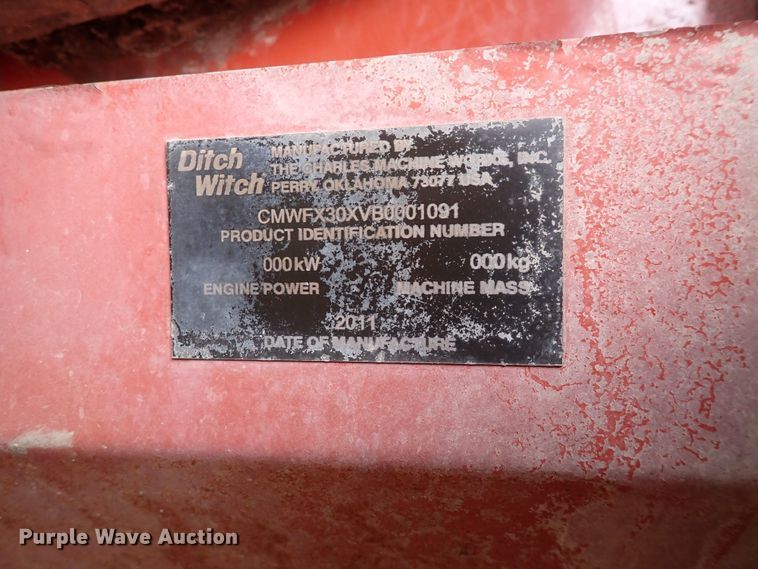 Ditch Witch
MANUFACTURED BY
THE CHARLES MACHINE WORKS, INC.
PERRY, OKLAHOMA 73077 USA
CMWFX30XVB0001091
PRODUCT IDENTIFICATION NUMBER
000kW 000kg
ENGINE POWER MACHINE MASS
2011
DATE OF MANUFACTURE
Purple Wave Auction